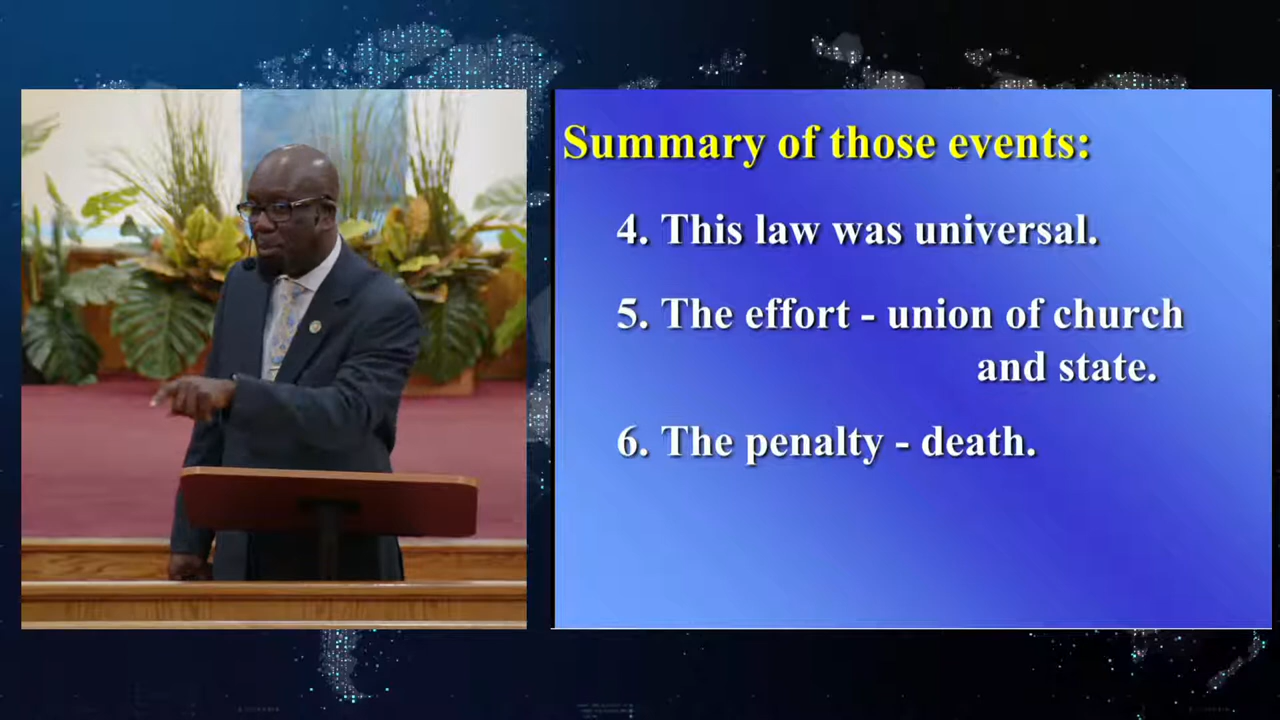 Summary of those events:
4. This law was universal.
5. The effort - union of church
and state.
6. The penalty - death.